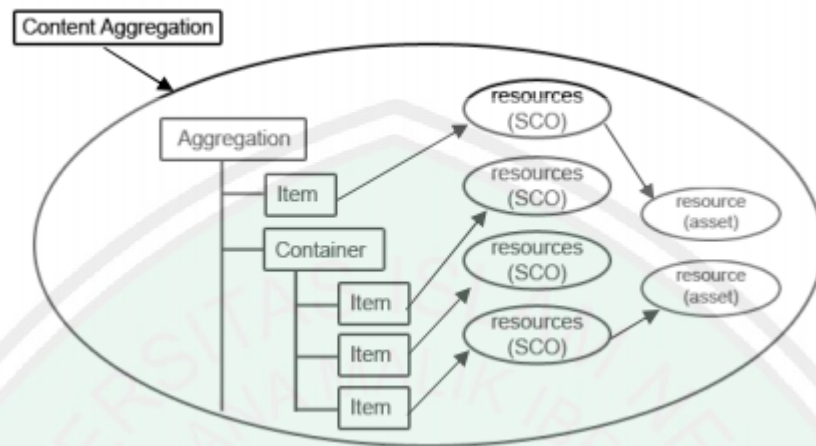 Content Aggregation
Aggregation
Item
Container
Item
Item
Item
resources
(SCO)
resources
(SCO)
resources
(SCO)
resources
(SCO)
resource
(asset)
resource
(asset)